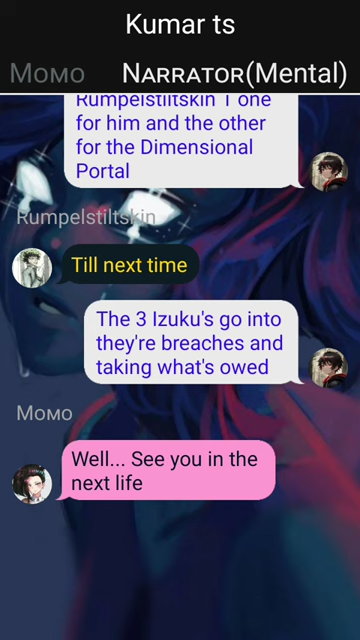 Kumar ts
Momo Narrator(Mental)
Rumpelstiltskin 1 one
for him and the other
for the Dimensional
Portal
Rumpelstiltskin
Till next time
The 3 Izuku's go into
they're breaches and
taking what's owed
Momo
Well... See you in the
next life